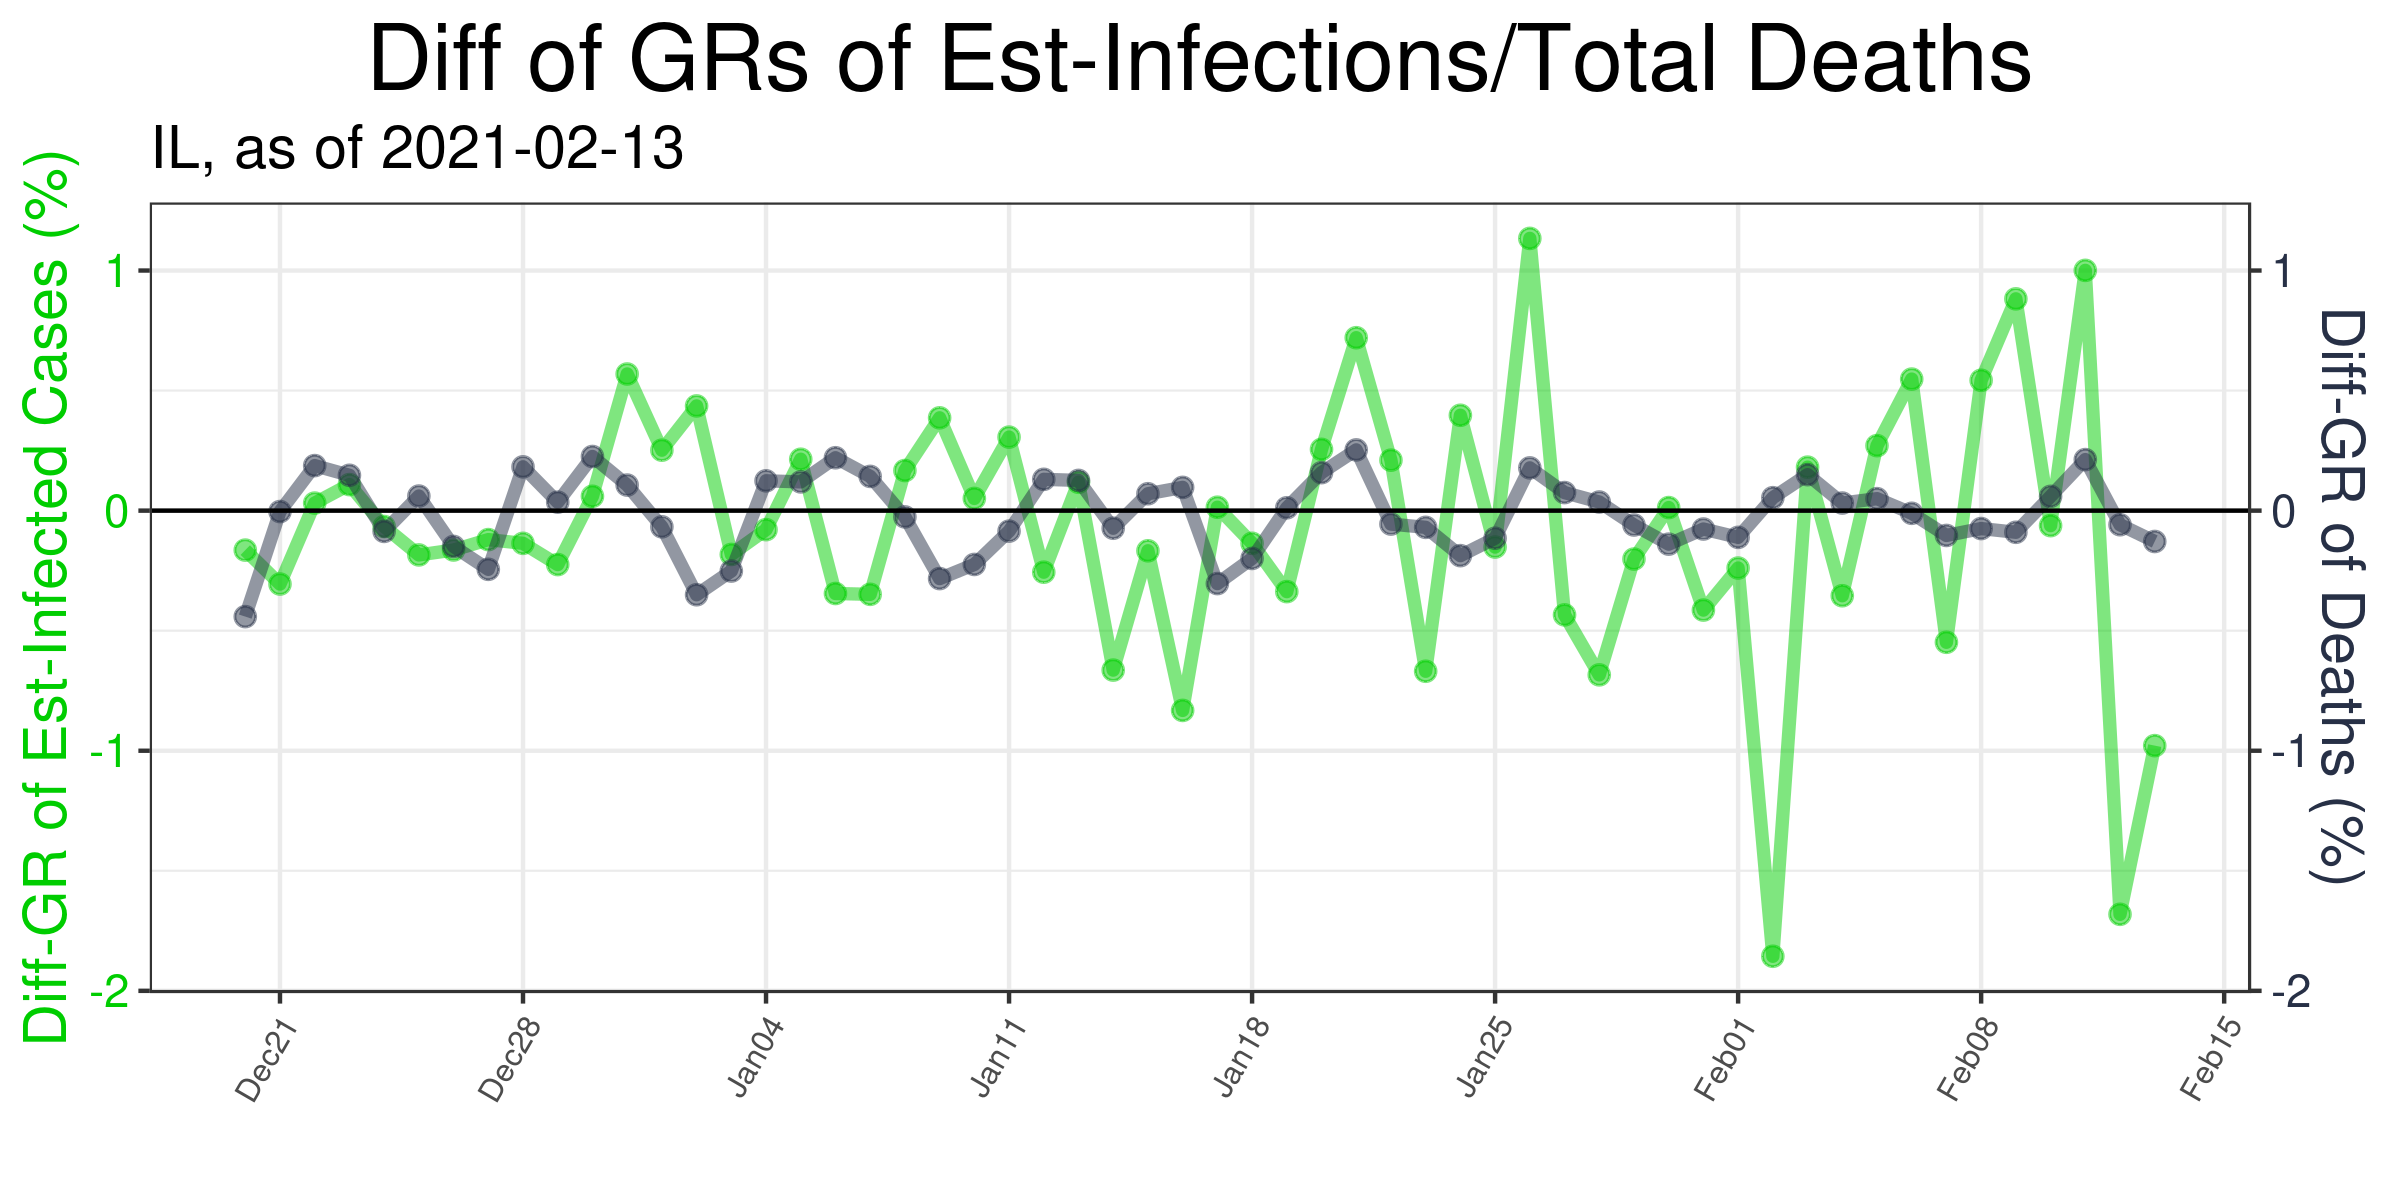 Diff of GRs of Est-Infections/Total Deaths
IL, as of 2021-02-13
Diff-GR of Est-Infected Cases (%)
1
0
-1
-2
1
0
-1
-2
Diff-GR of Deaths (%)
Dec21
Dec28
Jan04
Jan11
Jan18
Jan25
Feb01
Feb08
Feb15